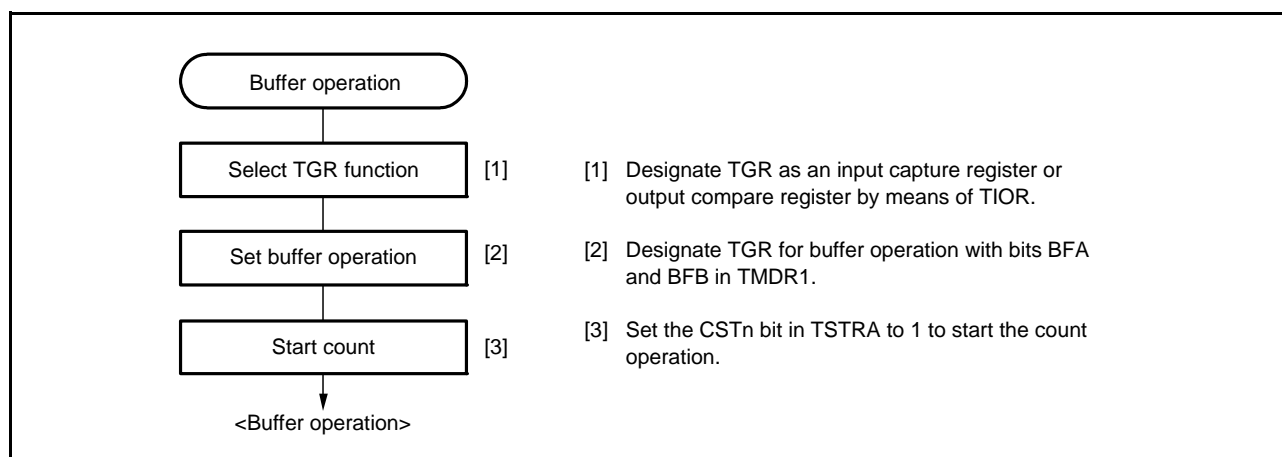 Buffer operation
Select TGR function
[1]
[1] Designate TGR as an input capture register or
output compare register by means of TIOR.
Set buffer operation
[2]
[2] Designate TGR for buffer operation with bits BFA
and BFB in TMDR1.
Start count
[3]
[3] Set the CSTn bit in TSTRA to 1 to start the count
operation.
<Buffer operation>